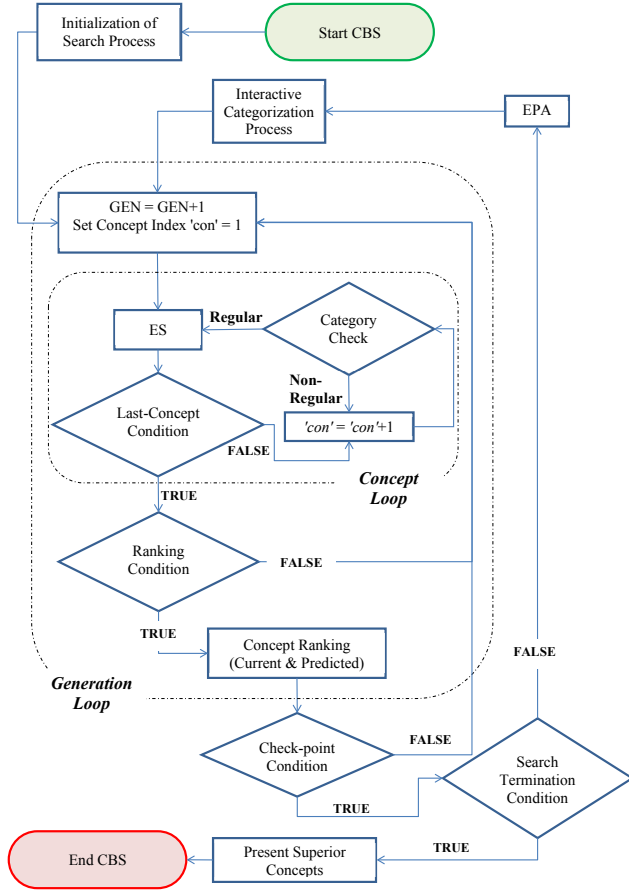 Initialization of
Search Process
Start CBS
Interactive
Categorization
Process
EPA
GEN = GEN+1
Set Concept Index 'con' = 1
ES
Regular
Category
Check
Non-
Regular
Last-Concept
Condition
'con' = 'con'+1
FALSE
Concept
Loop
TRUE
Ranking
Condition
FALSE
TRUE
Concept Ranking
(Current & Predicted)
Generation
Loop
FALSE
Check-point
Condition
FALSE
Search
Termination
Condition
TRUE
End CBS
Present Superior
Concepts
TRUE